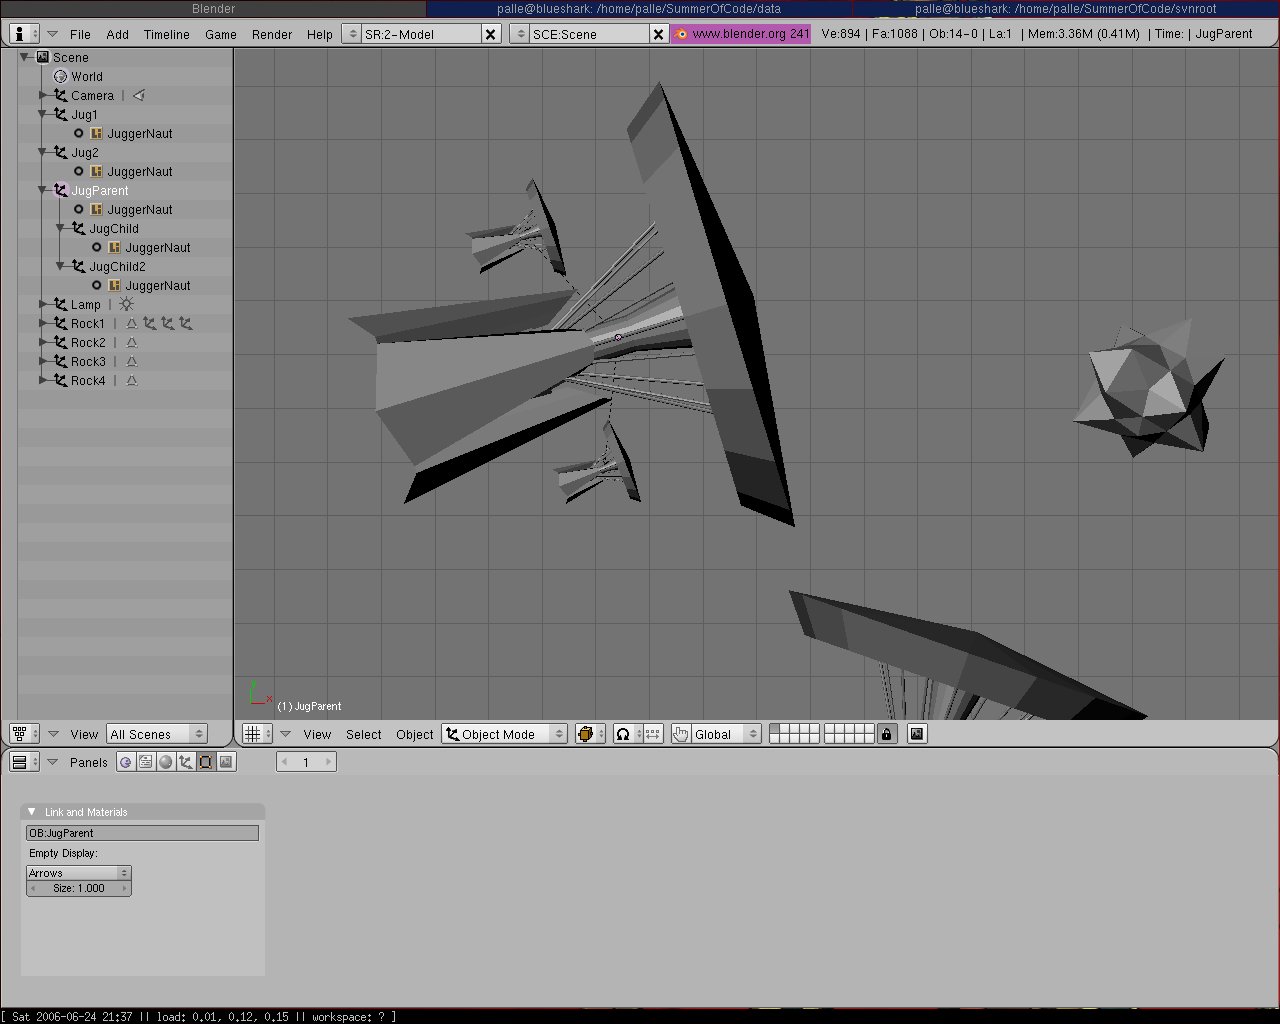 Blender
palle@blueshark: /home/palle/SummerOfCode/data
palle@blueshark: /home/palle/SummerOfCode/svnroot
File Add Timeline Game Render Help SR:2-Model SCE:Scene www.blender.org 241 Ve:894 | Fa:1088 | Ob:14-0 | La:1 | Mem:3.36M (0.41M) | Time: | JugParent
Scene
World
Camera
Jug1
JuggerNaut
Jug2
JuggerNaut
JugParent
JuggerNaut
JugChild
JuggerNaut
JugChild2
JuggerNaut
Lamp
Rock1
Rock2
Rock3
Rock4
x
(1) JugParent
View All Scenes
View Select Object Object Mode Global
Panels 1
Link and Materials
OB:JugParent
Empty Display:
Arrows
Size: 1.000
[ Sat 2006-06-24 21:37 || load: 0.01, 0.12, 0.15 || workspace: ? ]